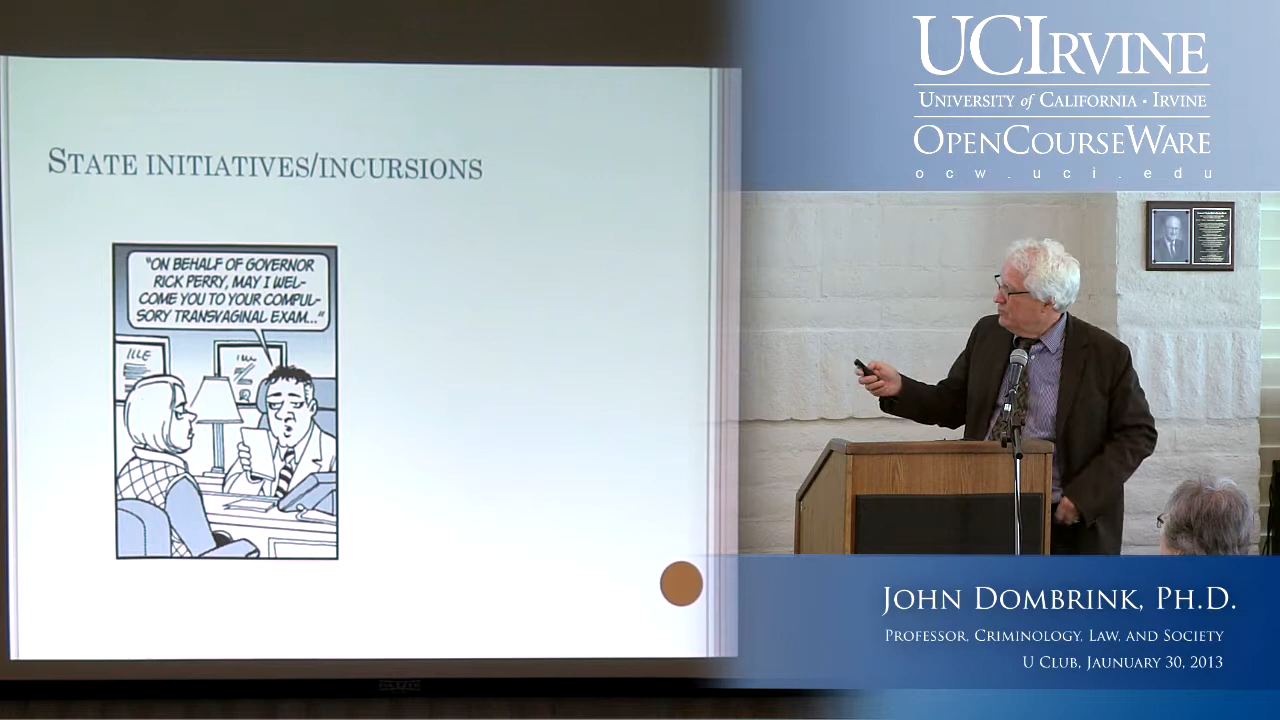 STATE INITIATIVES/INCURSIONS
"ON BEHALF OF GOVERNOR
RICK PERRY, MAY I WEL-
COME YOU TO YOUR COMPUL-
SORY TRANSVAGINAL EXAM..."
UCIRVINE
UNIVERSITY of CALIFORNIA · IRVINE
OPENCOURSEWARE
ocw.uci.edu
JOHN DOMBRINK, PH.D.
PROFESSOR, CRIMINOLOGY, LAW, AND SOCIETY
U CLUB, JAUNUARY 30, 2013